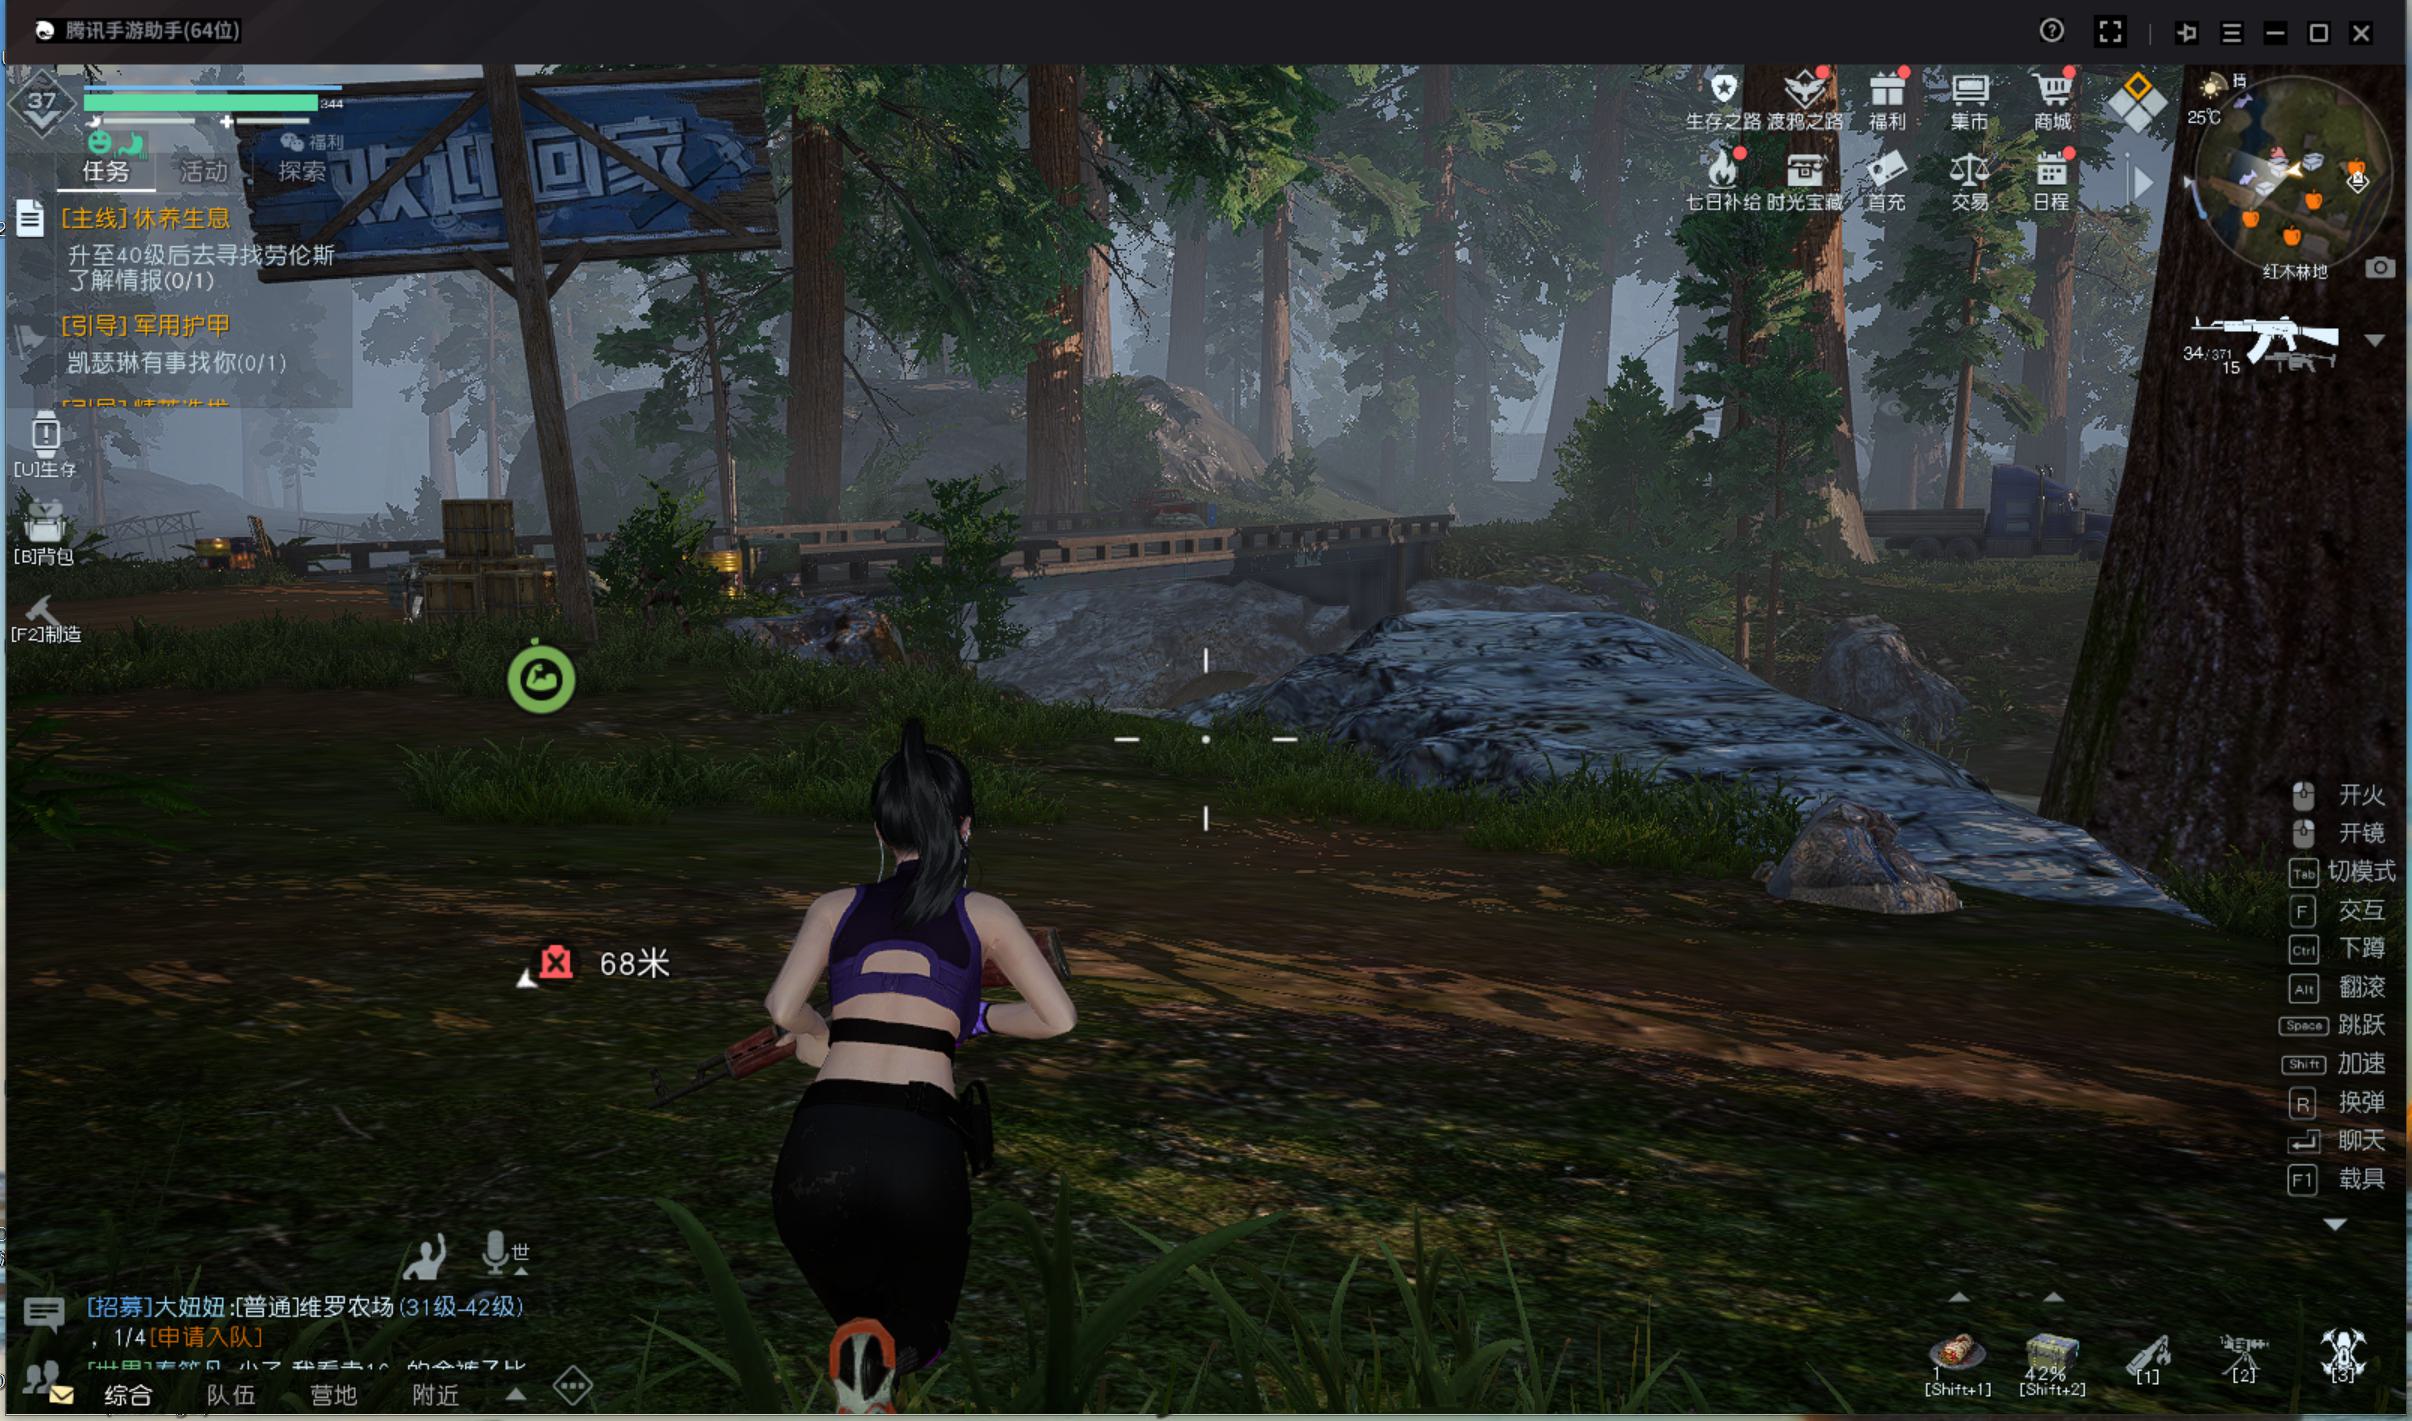 腾讯手游助手(64位)
37
344
福利
任务
活动
探索
[主线]休养生息
升至40级后去寻找劳伦斯
了解情报(0/1)
[引导]军用护甲
凯瑟琳有事找你(0/1)
[U]生存
[B]背包
[F2]制造
欢迎回家
生存之路
渡鸦之路
福利
集市
商城
七日补给
时光宝藏
首充
交易
日程
25℃
红木林地
34/371
15
68米
开火
开镜
Tab 切模式
F 交互
Ctrl 下蹲
Alt 翻滚
Space 跳跃
Shift 加速
R 换弹
聊天
F1 载具
世
[招募]大妞妞:[普通]维罗农场(31级-42级)
，1/4[申请入队]
综合
队伍
营地
附近
1
[Shift+1]
42%
[Shift+2]
[1]
[2]
[3]